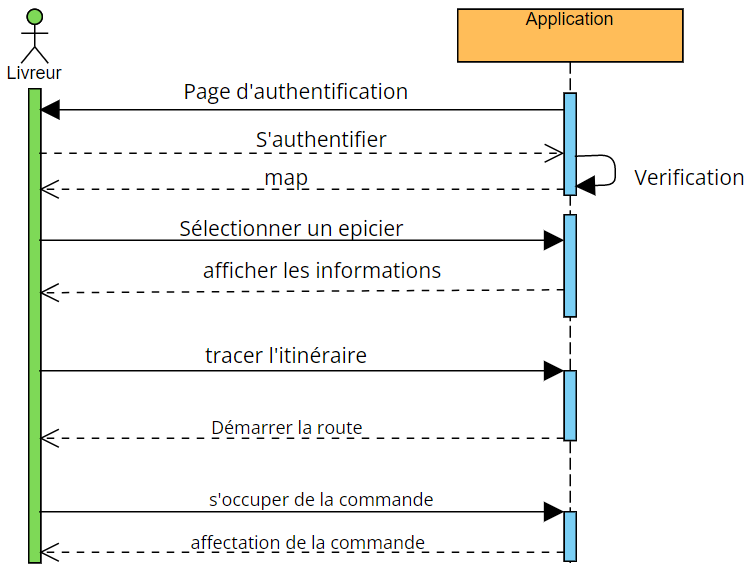 Application
Livreur
Page d'authentification
S'authentifier
map
Verification
Sélectionner un epicier
afficher les informations
tracer l'itinéraire
Démarrer la route
s'occuper de la commande
affectation de la commande